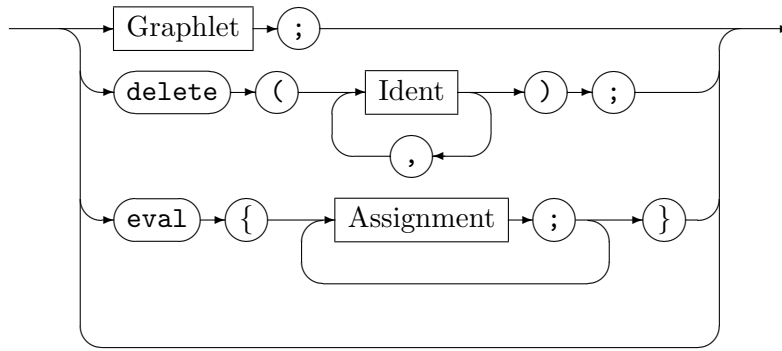 Graphlet ;
delete ( Ident ) ;
,
eval { Assignment ; }